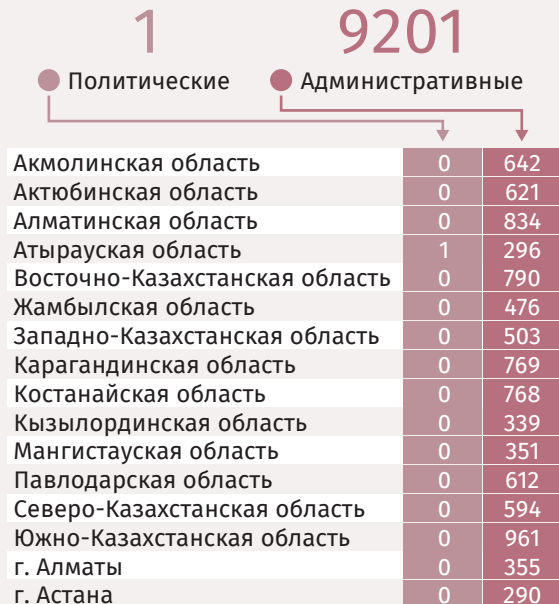 1 9201
Политические Административные
Акмолинская область 0 642
Актюбинская область 0 621
Алматинская область 0 834
Атырауская область 1 296
Восточно-Казахстанская область 0 790
Жамбылская область 0 476
Западно-Казахстанская область 0 503
Карагандинская область 0 769
Костанайская область 0 768
Кызылординская область 0 339
Мангистауская область 0 351
Павлодарская область 0 612
Северо-Казахстанская область 0 594
Южно-Казахстанская область 0 961
г. Алматы 0 355
г. Астана 0 290